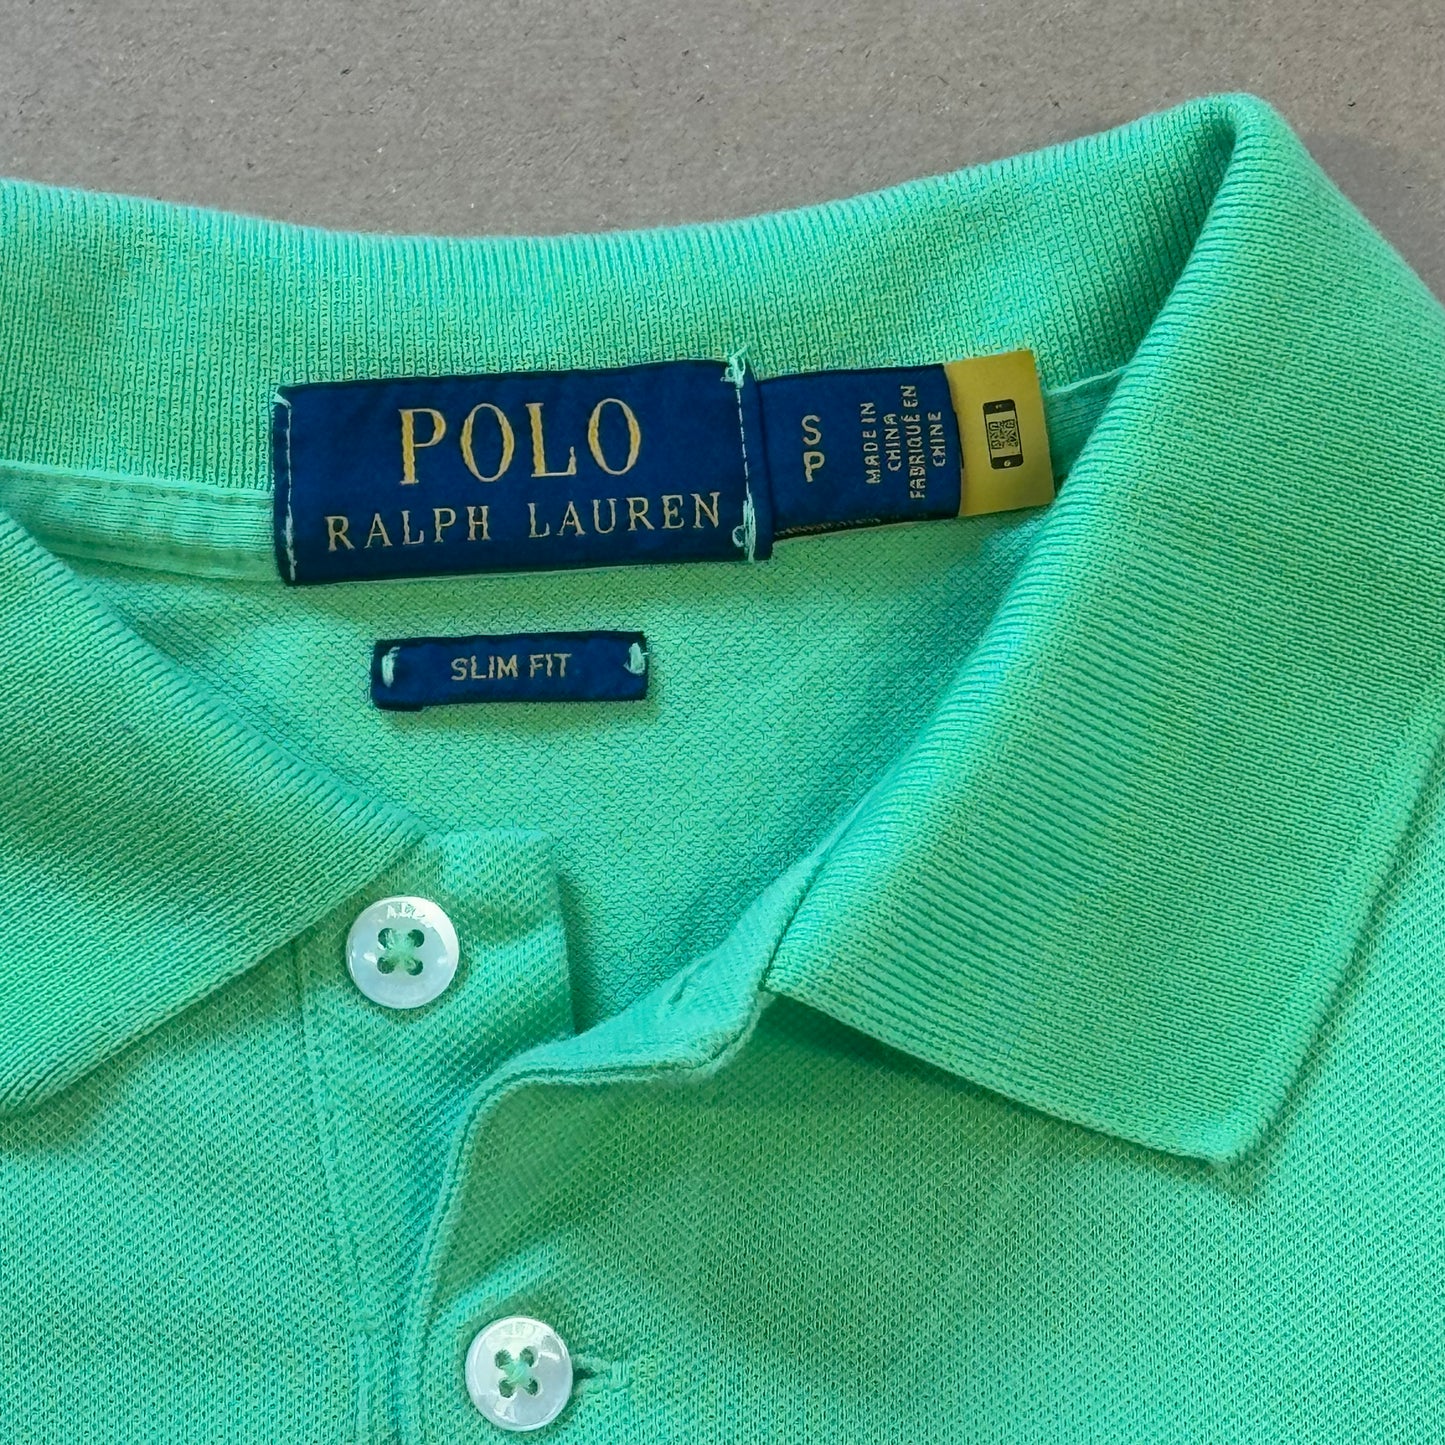 POLO
RALPH LAUREN
S
P
MADE IN
CHINA
FABRIQUÉ EN
CHINE
SLIM FIT